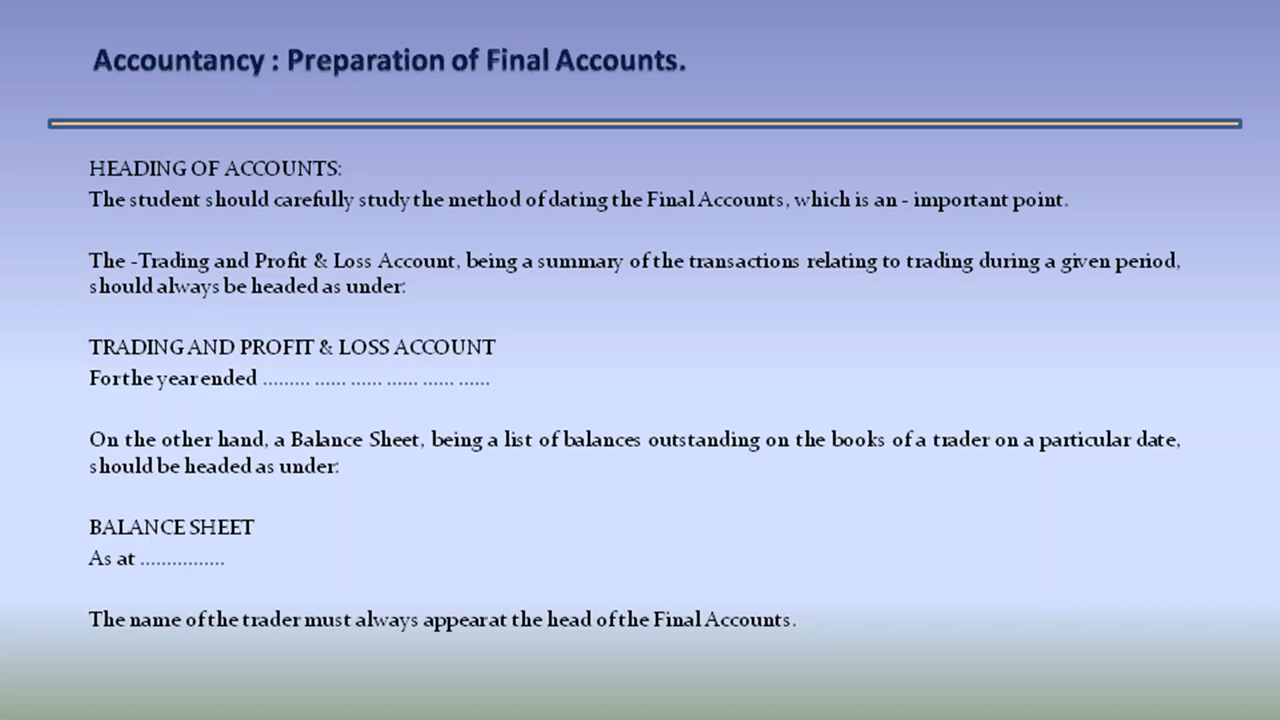 Accountancy : Preparation of Final Accounts.
HEADING OF ACCOUNTS:
The student should carefully study the method of dating the Final Accounts, which is an - important point.
The -Trading and Profit & Loss Account, being a summary of the transactions relating to trading during a given period,
should always be headed as under:
TRADING AND PROFIT & LOSS ACCOUNT
For the year ended ......... ...... ...... ...... ...... ......
On the other hand, a Balance Sheet, being a list of balances outstanding on the books of a trader on a particular date,
should be headed as under:
BALANCE SHEET
As at ................
The name of the trader must always appear at the head of the Final Accounts.